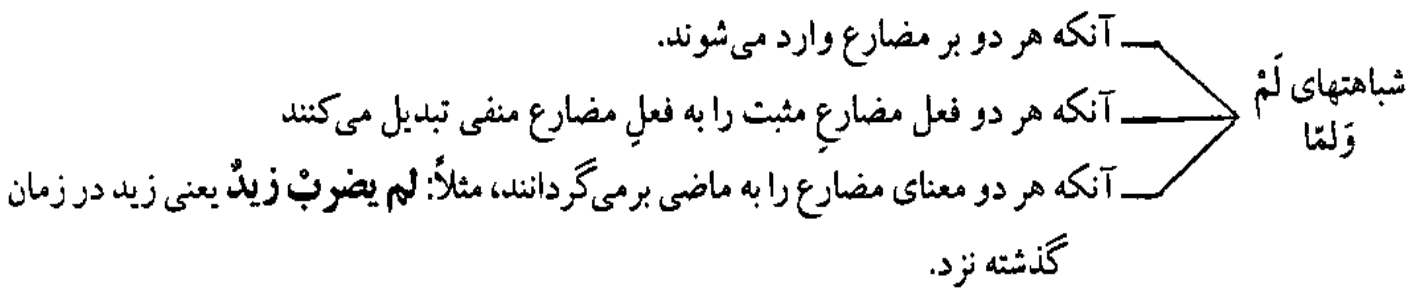 شباهتهای لَمْ
وَلمّا
آنکه هر دو بر مضارع وارد می‌شوند.
آنکه هر دو فعل مضارعِ مثبت را به فعلِ مضارع منفی تبدیل می‌کنند
آنکه هر دو معنای مضارع را به ماضی برمی‌گردانند، مثلاً: لم یضربْ زیدٌ یعنی زید در زمان
گذشته نزد.